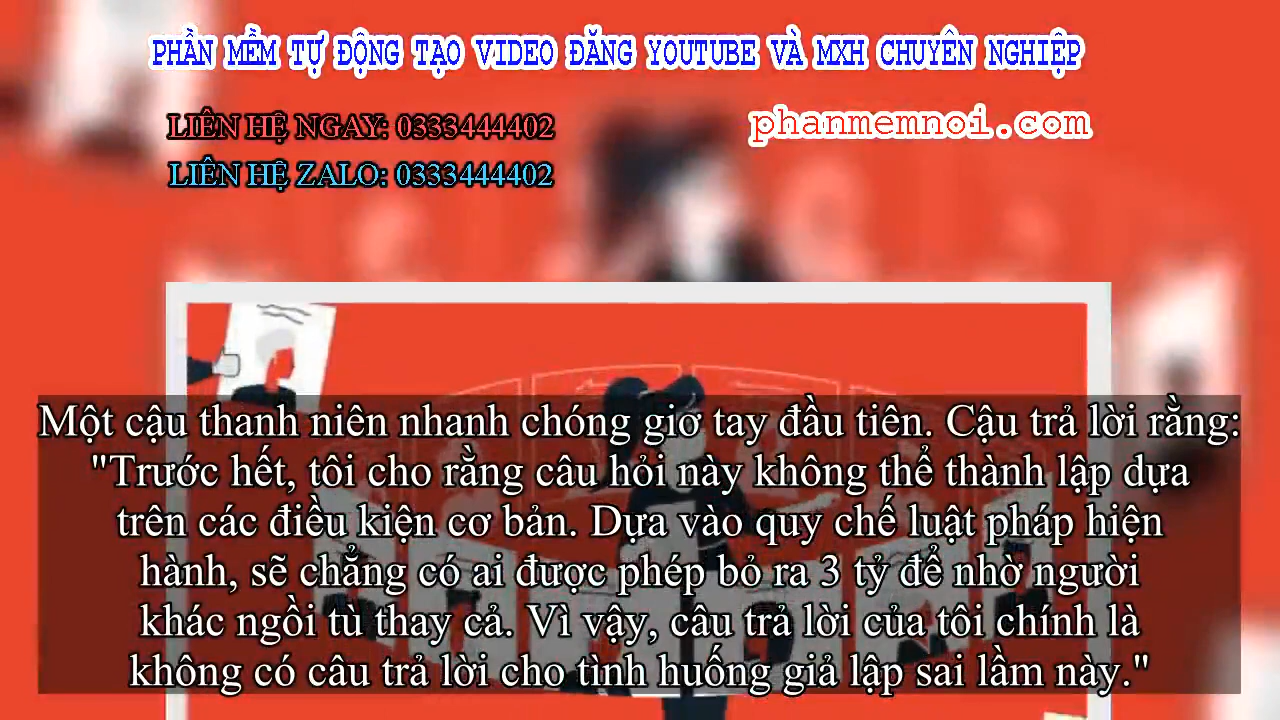 PHẦN MỀM TỰ ĐỘNG TẠO VIDEO ĐĂNG YOUTUBE VÀ MXH CHUYÊN NGHIỆP
LIÊN HỆ NGAY: 0333444402
phanmemnoi.com
LIÊN HỆ ZALO: 0333444402
Một cậu thanh niên nhanh chóng giơ tay đầu tiên. Cậu trả lời rằng:
"Trước hết, tôi cho rằng câu hỏi này không thể thành lập dựa
trên các điều kiện cơ bản. Dựa vào quy chế luật pháp hiện
hành, sẽ chẳng có ai được phép bỏ ra 3 tỷ để nhờ người
khác ngồi tù thay cả. Vì vậy, câu trả lời của tôi chính là
không có câu trả lời cho tình huống giả lập sai lầm này."